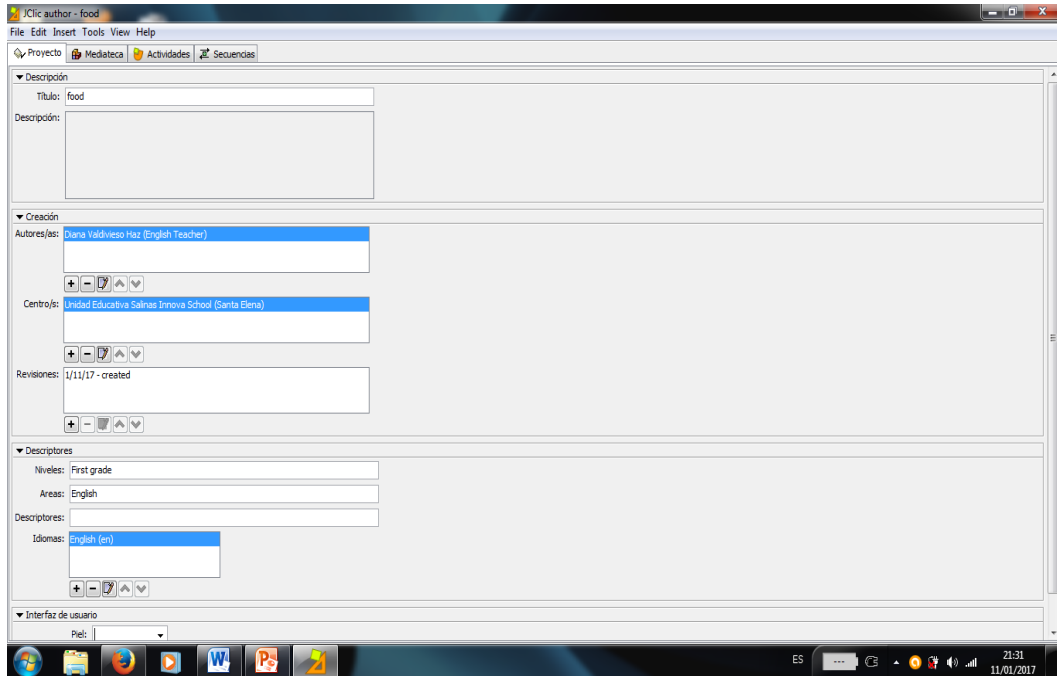 JClic author - food
File Edit Insert Tools View Help
Proyecto Mediateca Actividades Secuencias
Descripción
Título: food
Descripción:
Creación
Autores/as: Diana Valdivieso Haz (English Teacher)
Centro/s: Unidad Educativa Salinas Innova School (Santa Elena)
Revisiones: 1/11/17 - created
Descriptores
Niveles: First grade
Areas: English
Descriptores:
Idiomas: English (en)
Interfaz de usuario
Piel:
ES
21:31
11/01/2017